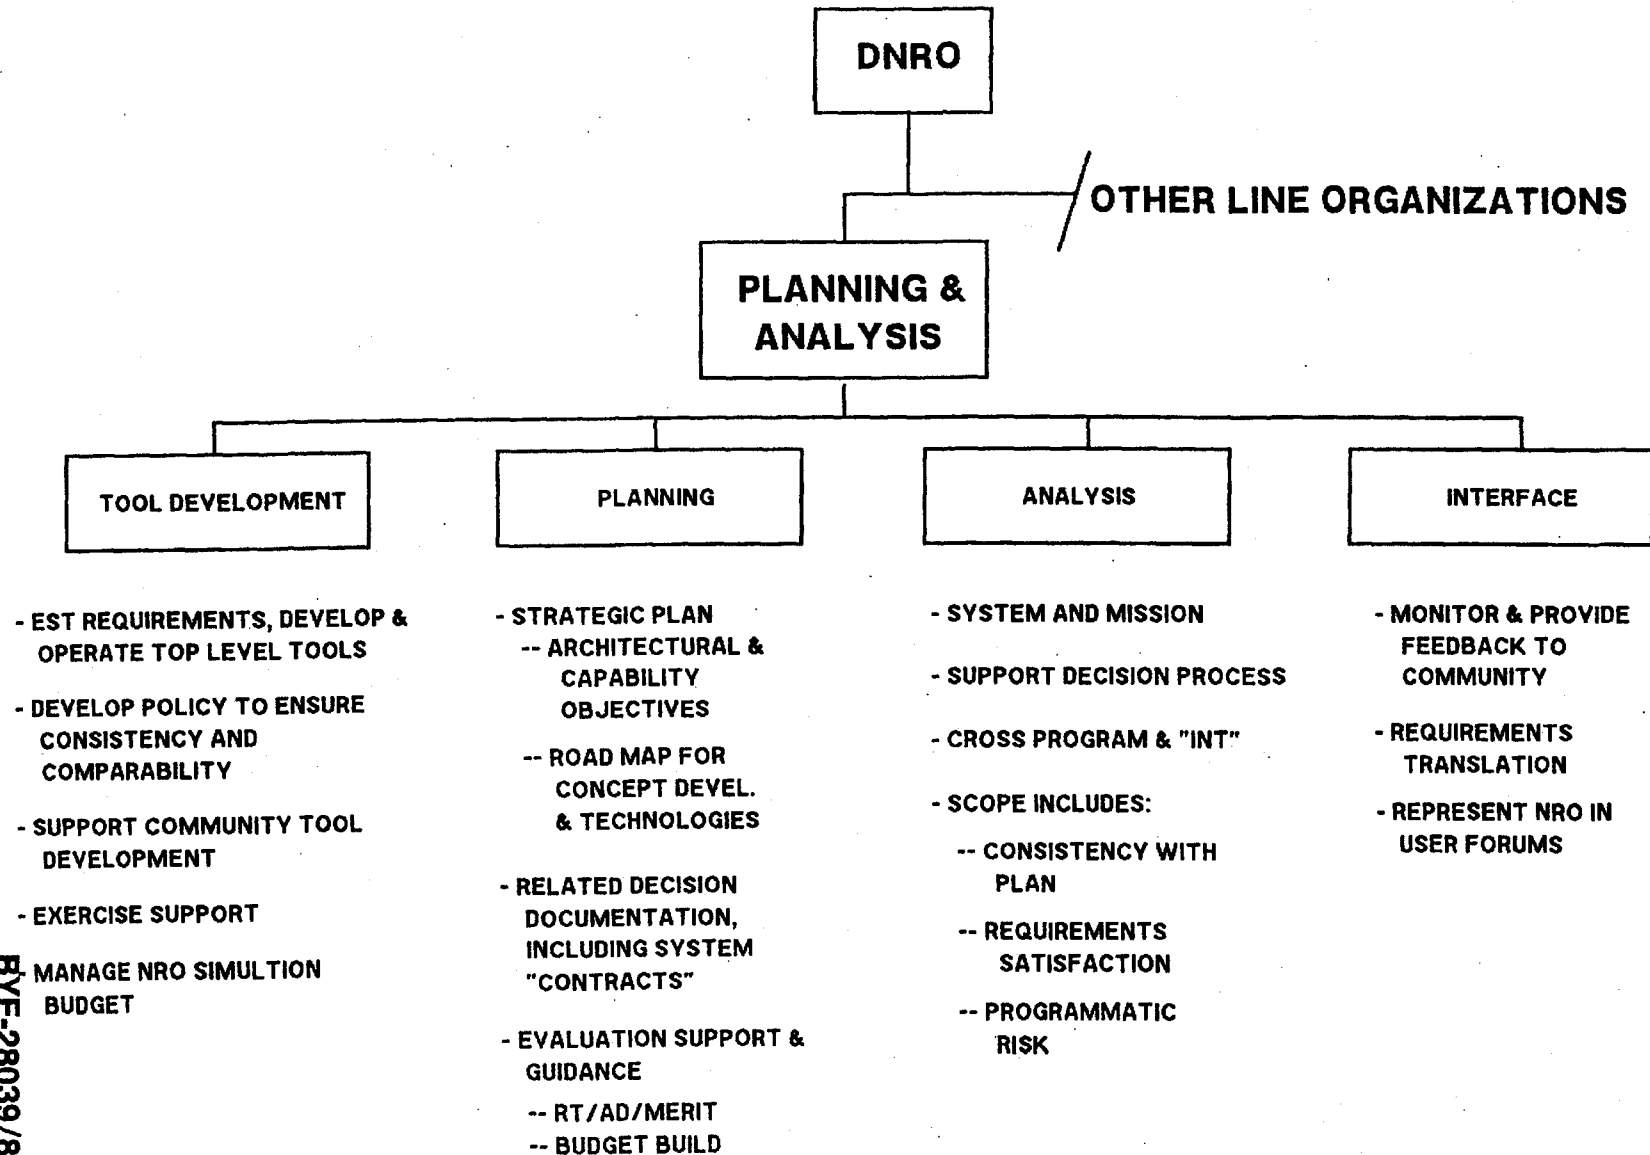 DNRO
OTHER LINE ORGANIZATIONS
PLANNING &
ANALYSIS
TOOL DEVELOPMENT
- EST REQUIREMENTS, DEVELOP &
OPERATE TOP LEVEL TOOLS
- DEVELOP POLICY TO ENSURE
CONSISTENCY AND
COMPARABILITY
- SUPPORT COMMUNITY TOOL
DEVELOPMENT
- EXERCISE SUPPORT
- MANAGE NRO SIMULTION
BUDGET
PLANNING
- STRATEGIC PLAN
-- ARCHITECTURAL &
CAPABILITY
OBJECTIVES
-- ROAD MAP FOR
CONCEPT DEVEL.
& TECHNOLOGIES
- RELATED DECISION
DOCUMENTATION,
INCLUDING SYSTEM
"CONTRACTS"
- EVALUATION SUPPORT &
GUIDANCE
-- RT/AD/MERIT
-- BUDGET BUILD
ANALYSIS
- SYSTEM AND MISSION
- SUPPORT DECISION PROCESS
- CROSS PROGRAM & "INT"
- SCOPE INCLUDES:
-- CONSISTENCY WITH
PLAN
-- REQUIREMENTS
SATISFACTION
-- PROGRAMMATIC
RISK
INTERFACE
- MONITOR & PROVIDE
FEEDBACK TO
COMMUNITY
- REQUIREMENTS
TRANSLATION
- REPRESENT NRO IN
USER FORUMS
BYE-28039/8